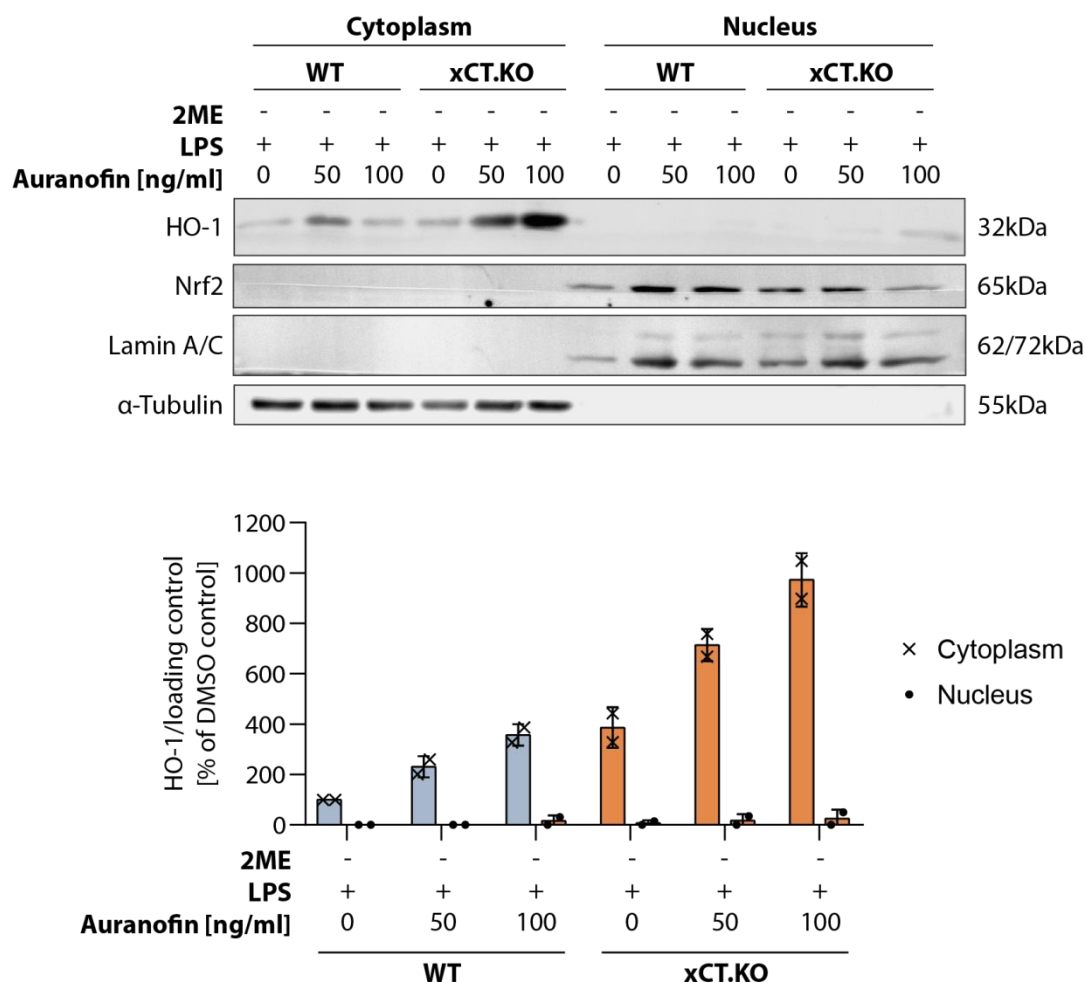 Cytoplasm Nucleus
WT xCT.KO WT xCT.KO
2ME - - - - - - - - - - - -
LPS + + + + + + + + + + + +
Auranofin [ng/ml] 0 50 100 0 50 100 0 50 100 0 50 100
HO-1 32kDa
Nrf2 65kDa
Lamin A/C 62/72kDa
α-Tubulin 55kDa
HO-1/loading control
[% of DMSO control]
1200
1000
800
600
400
200
0
Cytoplasm
Nucleus
2ME - - - - - -
LPS + + + + + +
Auranofin [ng/ml] 0 50 100 0 50 100
WT xCT.KO